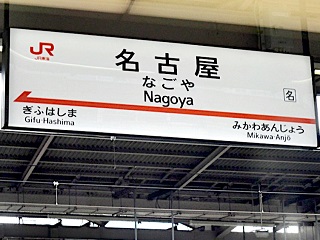 JR
JR東海
名古屋
なごや
Nagoya
名
ぎふはしま
Gifu-Hashima
みかわあんじょう
Mikawa-Anjō